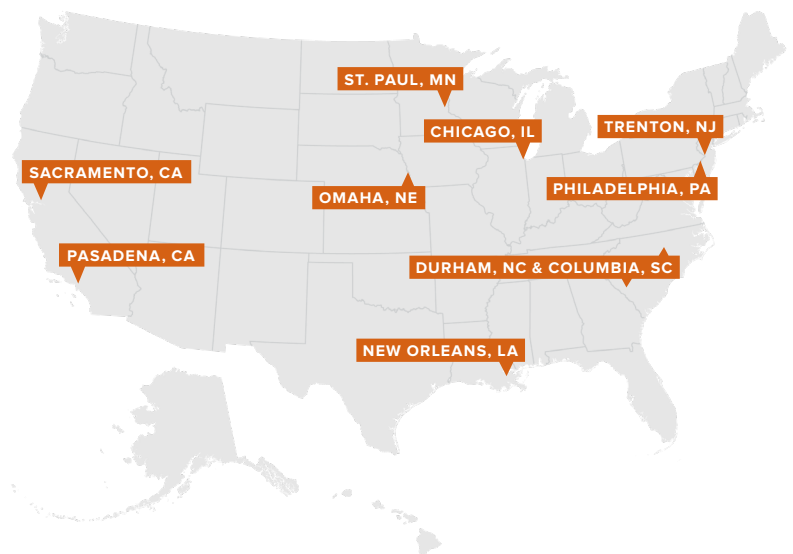 ST. PAUL, MN
CHICAGO, IL
TRENTON, NJ
SACRAMENTO, CA
OMAHA, NE
PHILADELPHIA, PA
PASADENA, CA
DURHAM, NC & COLUMBIA, SC
NEW ORLEANS, LA